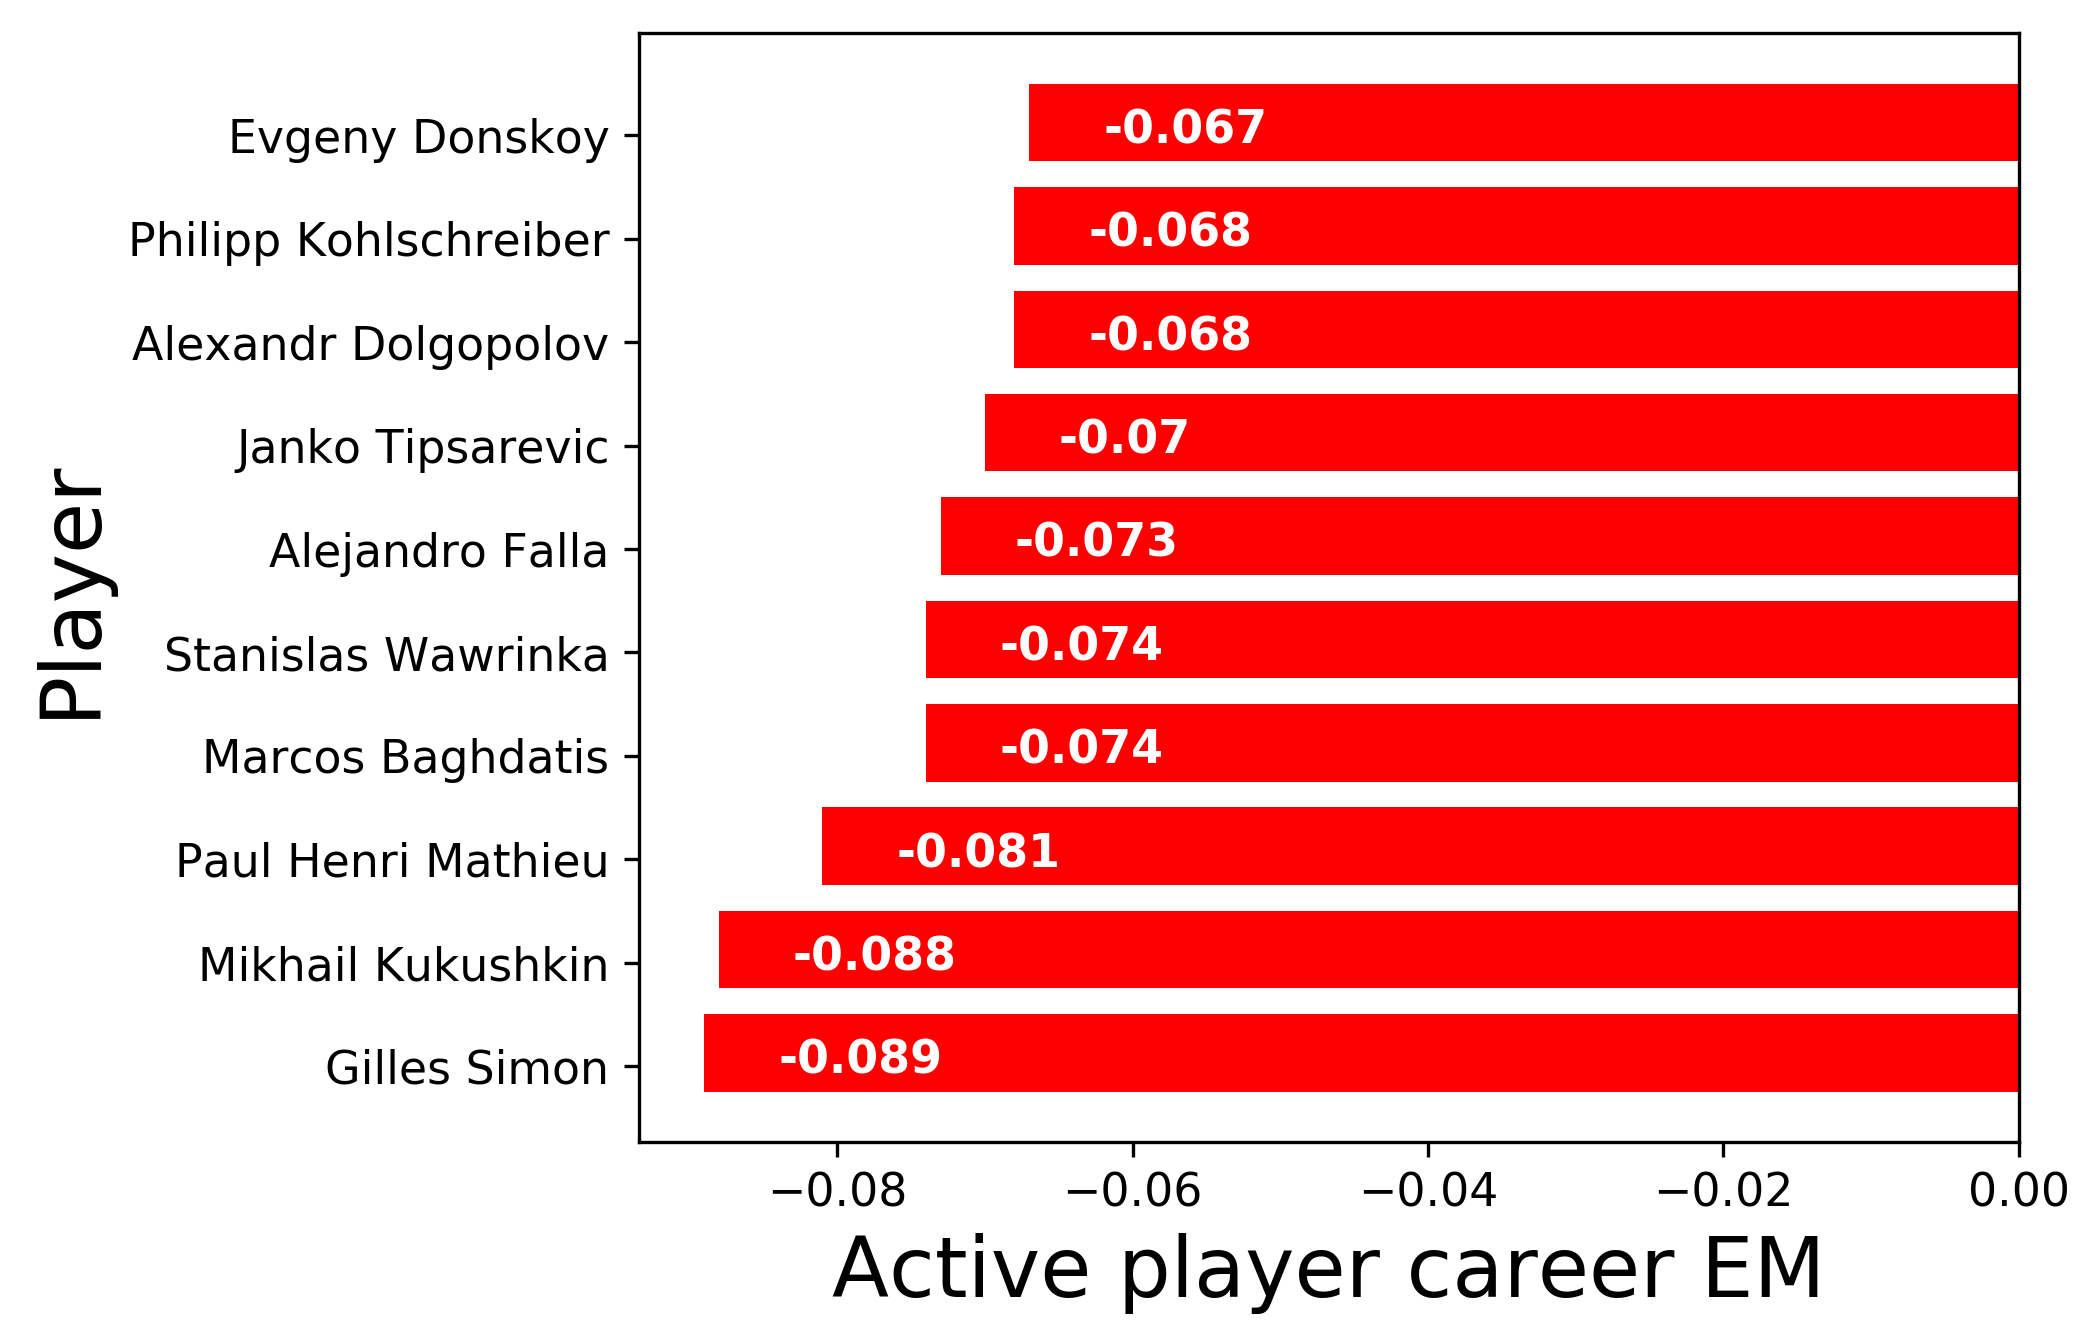 Player
Evgeny Donskoy
-0.067
Philipp Kohlschreiber
-0.068
Alexandr Dolgopolov
-0.068
Janko Tipsarevic
-0.07
Alejandro Falla
-0.073
Stanislas Wawrinka
-0.074
Marcos Baghdatis
-0.074
Paul Henri Mathieu
-0.081
Mikhail Kukushkin
-0.088
Gilles Simon
-0.089
−0.08 −0.06 −0.04 −0.02 0.00
Active player career EM